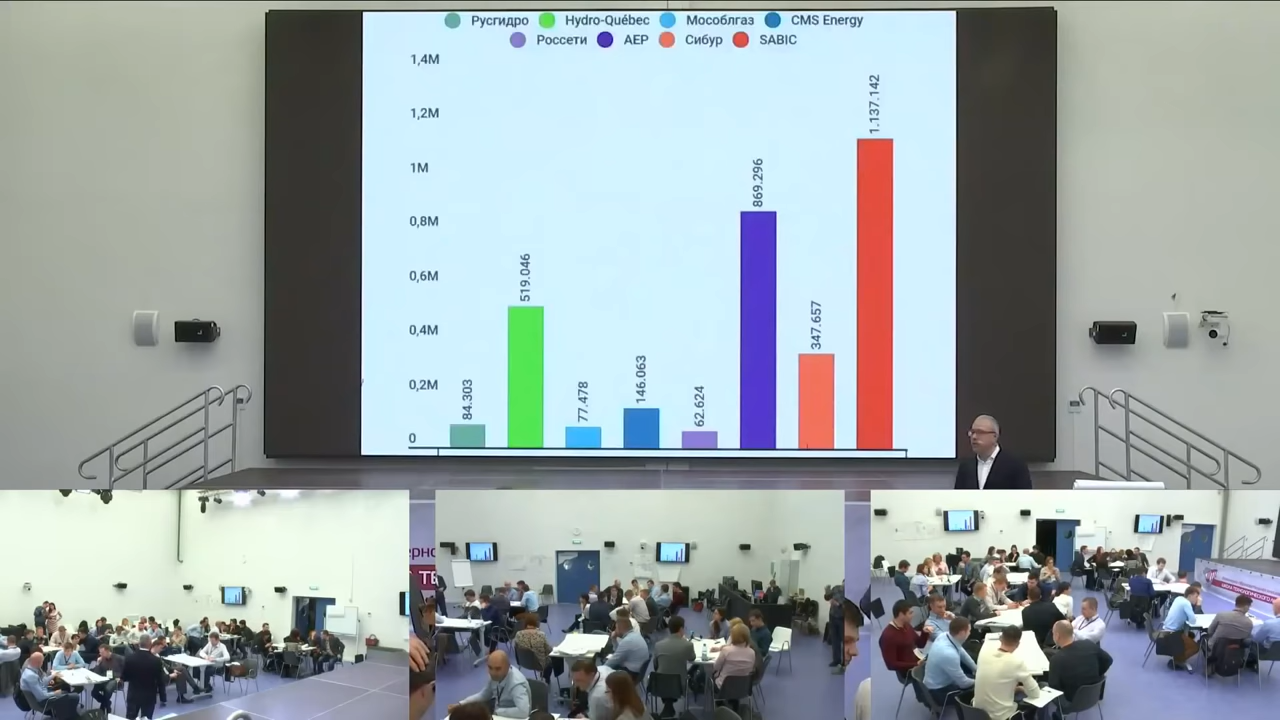 Русгидро Hydro-Québec Мособлгаз CMS Energy
Россети AEP Сибур SABIC
1,4M
1,2M
1M
0,8M
0,6M
0,4M
0,2M
0
84.303
519.046
77.478
146.063
62.624
869.296
347.657
1.137.142